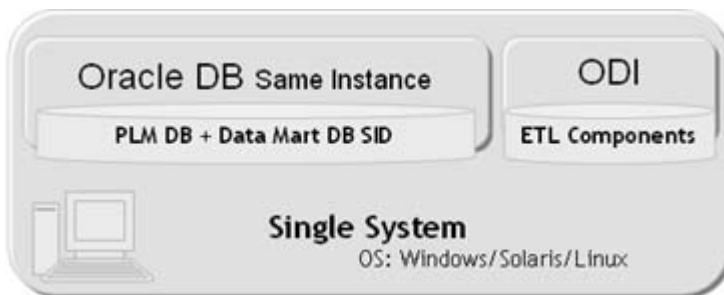 Oracle DB Same Instance
PLM DB + Data Mart DB SID
ODI
ETL Components
Single System
OS: Windows/Solaris/Linux